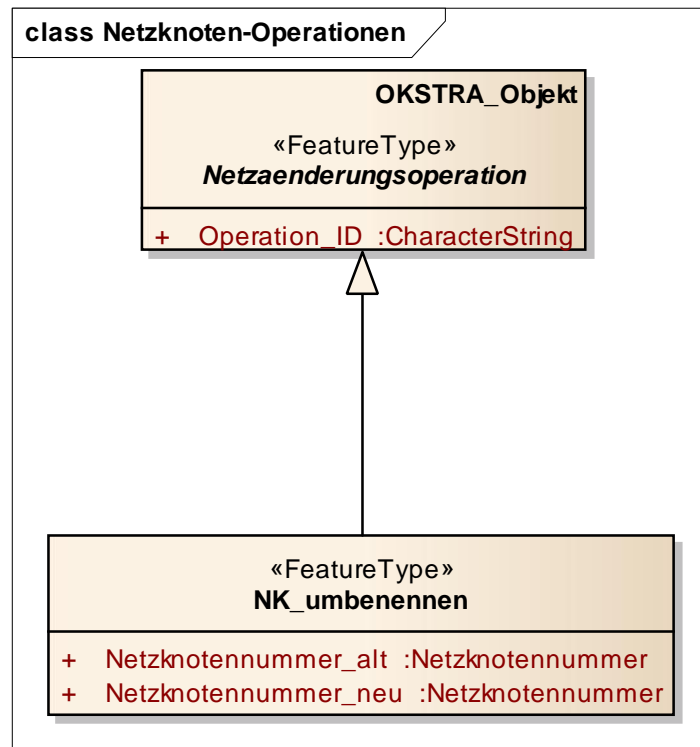 class Netzknoten-Operationen
OKSTRA_Objekt
«FeatureType»
Netzaenderungsoperation
+ Operation_ID :CharacterString
«FeatureType»
NK_umbenennen
+ Netzknotennummer_alt :Netzknotennummer
+ Netzknotennummer_neu :Netzknotennummer